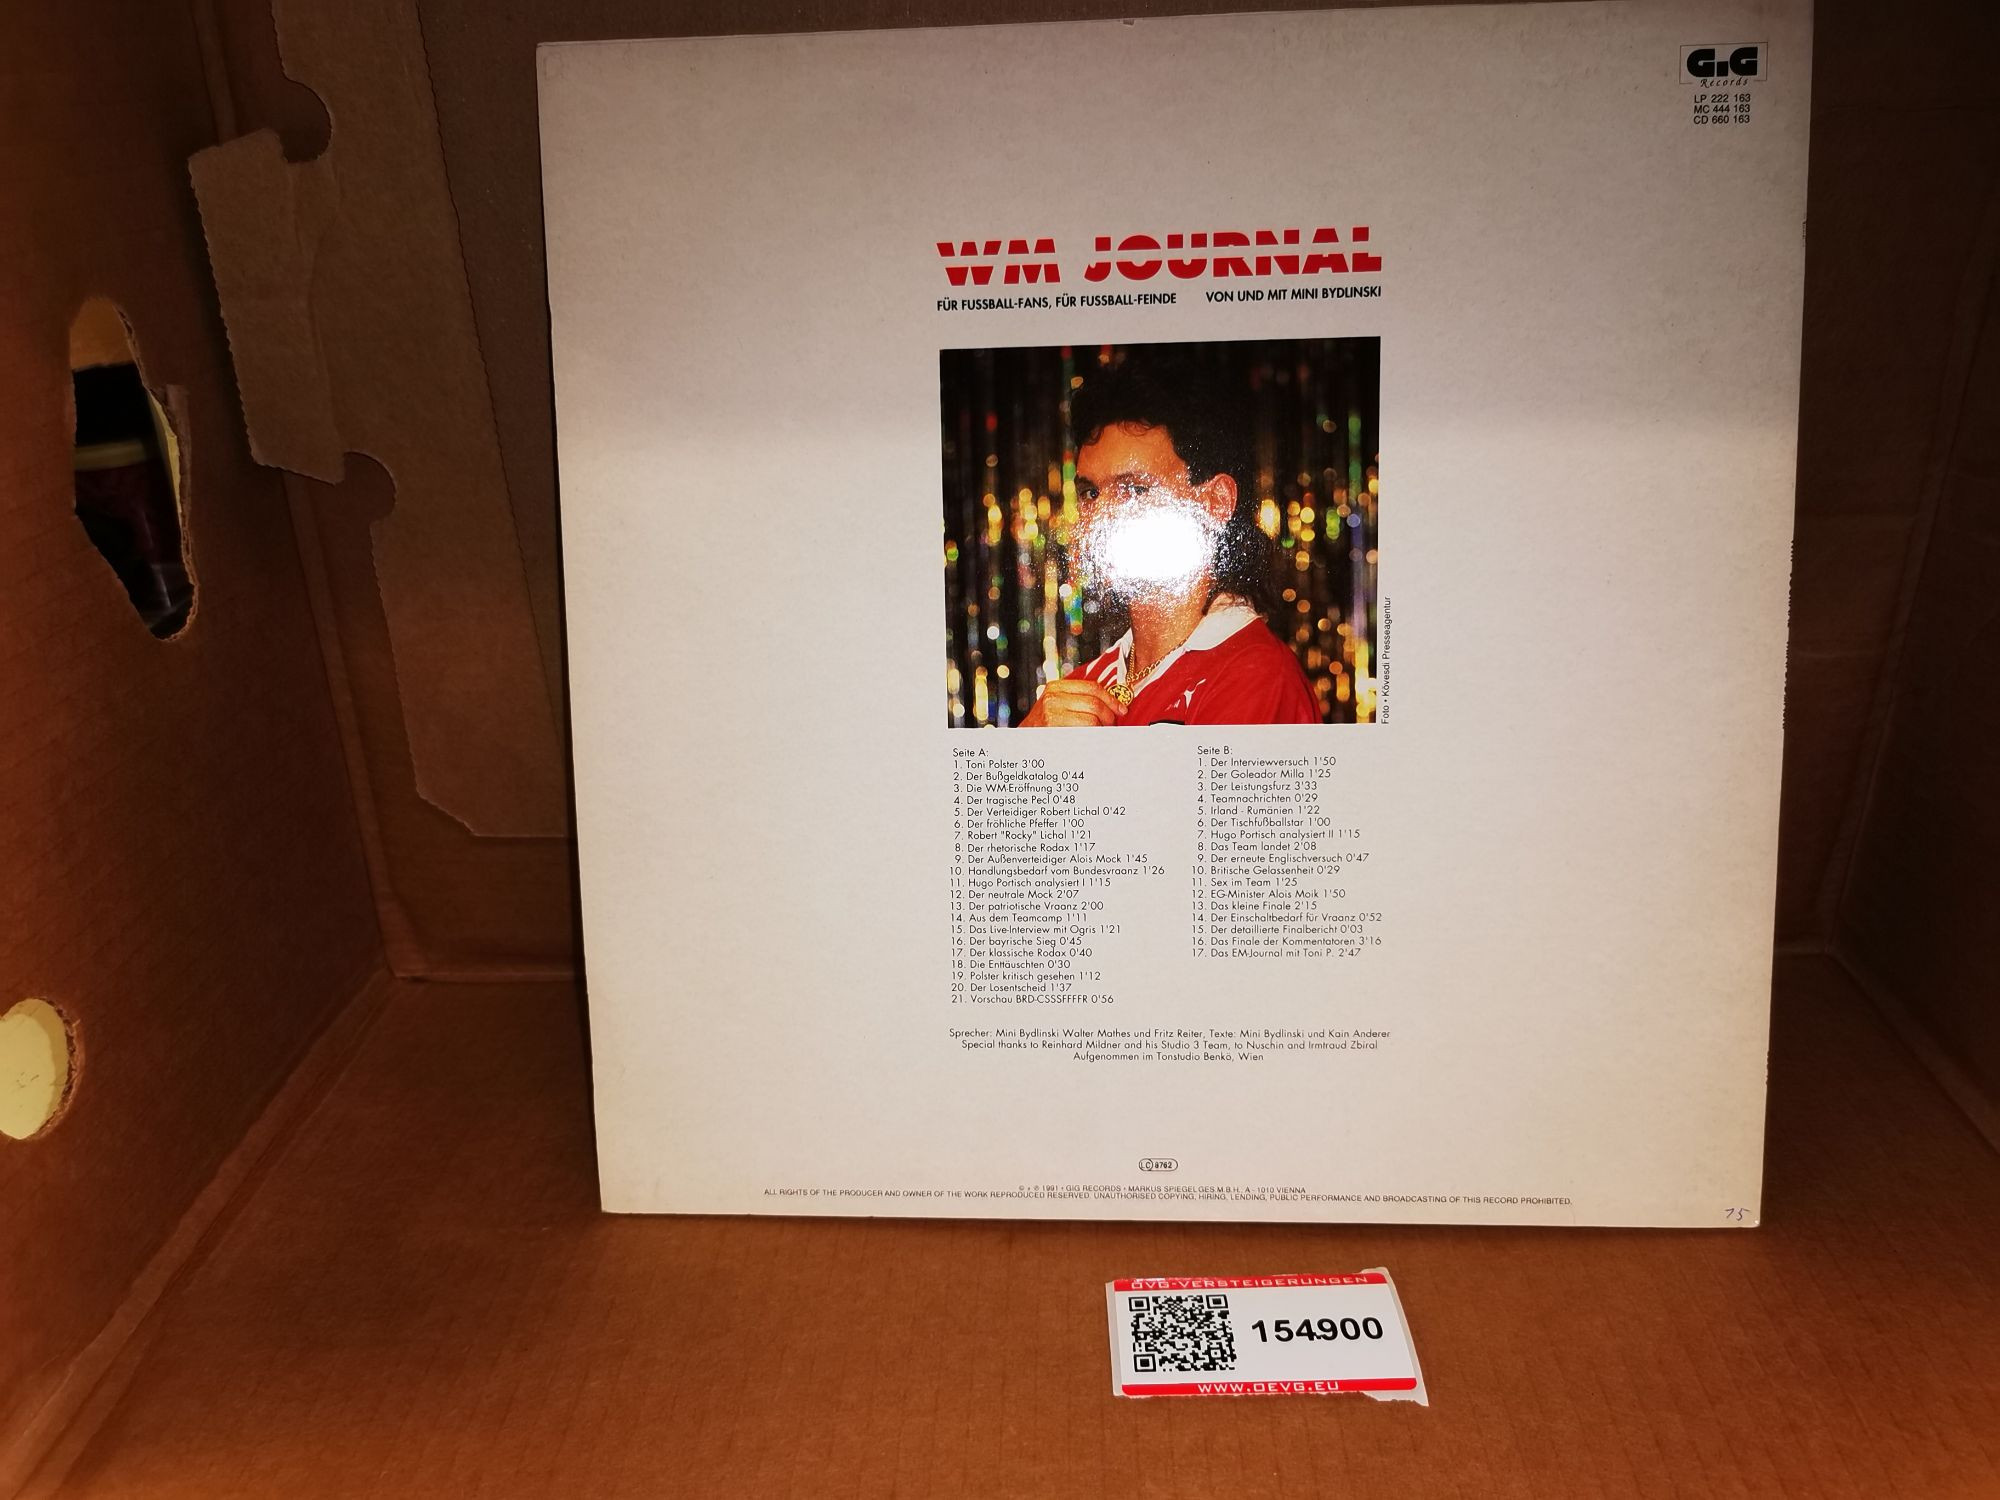 G.i.G
Records
LP 222 163
MC 444 163
CD 660 163
WM JOURNAL
FÜR FUSSBALL-FANS, FÜR FUSSBALL-FEINDE VON UND MIT MINI BYDLINSKI
Foto • Kövesdi Presseagentur
Seite A:
1. Toni Polster 3'00
2. Der Bußgeldkatalog 0'44
3. Die WM-Eröffnung 3'30
4. Der tragische Pecl 0'48
5. Der Verteidiger Robert Lichal 0'42
6. Der fröhliche Pfeffer 1'00
7. Robert "Rocky" Lichal 1'21
8. Der rhetorische Rodax 1'17
9. Der Außenverteidiger Alois Mock 1'45
10. Handlungsbedarf vom Bundesvraanz 1'26
11. Hugo Portisch analysiert I 1'15
12. Der neutrale Mock 2'07
13. Der patriotische Vraanz 2'00
14. Aus dem Teamcamp 1'11
15. Das Live-Interview mit Ogris 1'21
16. Der bayrische Sieg 0'45
17. Der klassische Rodax 0'40
18. Die Enttäuschten 0'30
19. Polster kritisch gesehen 1'12
20. Der Losentscheid 1'37
21. Vorschau BRD-CSSSFFFFR 0'56
Seite B:
1. Der Interviewversuch 1'50
2. Der Goleador Milla 1'25
3. Der Leistungsfurz 3'33
4. Teamnachrichten 0'29
5. Irland - Rumänien 1'22
6. Der Tischfußballstar 1'00
7. Hugo Portisch analysiert II 1'15
8. Das Team landet 2'08
9. Der erneute Englischversuch 0'47
10. Britische Gelassenheit 0'29
11. Sex im Team 1'25
12. EG-Minister Alois Moik 1'50
13. Das kleine Finale 2'15
14. Der Einschaltbedarf für Vraanz 0'52
15. Der detaillierte Finalbericht 0'03
16. Das Finale der Kommentatoren 3'16
17. Das EM-Journal mit Toni P. 2'47
Sprecher: Mini Bydlinski Walter Mathes und Fritz Reiter, Texte: Mini Bydlinski und Kain Anderer
Special thanks to Reinhard Mildner and his Studio 3 Team, to Nuschin and Irmtraud Zbiral
Aufgenommen im Tonstudio Benkö, Wien
LC 8762
© + ℗ 1991 • GIG RECORDS • MARKUS SPIEGEL GES M.B.H., A - 1010 VIENNA
ALL RIGHTS OF THE PRODUCER AND OWNER OF THE WORK REPRODUCED RESERVED. UNAUTHORISED COPYING, HIRING, LENDING, PUBLIC PERFORMANCE AND BROADCASTING OF THIS RECORD PROHIBITED.
75
OVG-VERSTEIGERUNGEN
154900
WWW.OEVG.EU